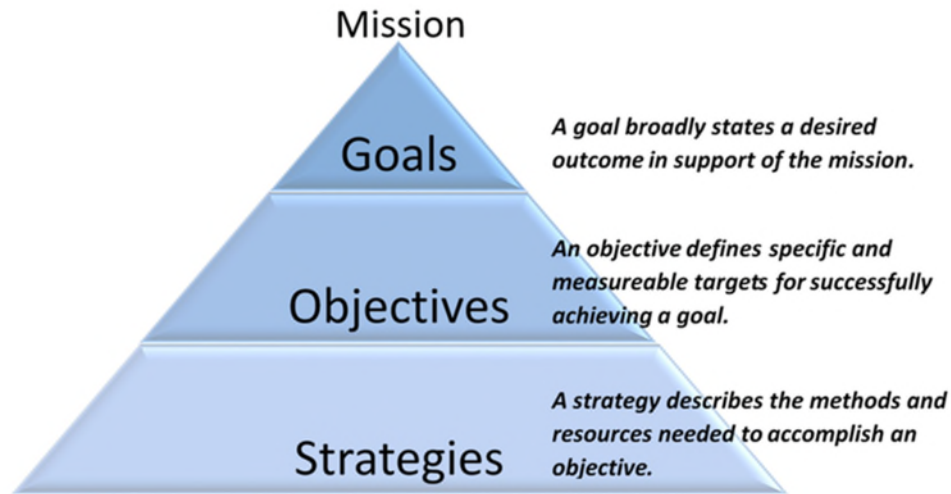 Mission
Goals
A goal broadly states a desired
outcome in support of the mission.
Objectives
An objective defines specific and
measureable targets for successfully
achieving a goal.
Strategies
A strategy describes the methods and
resources needed to accomplish an
objective.